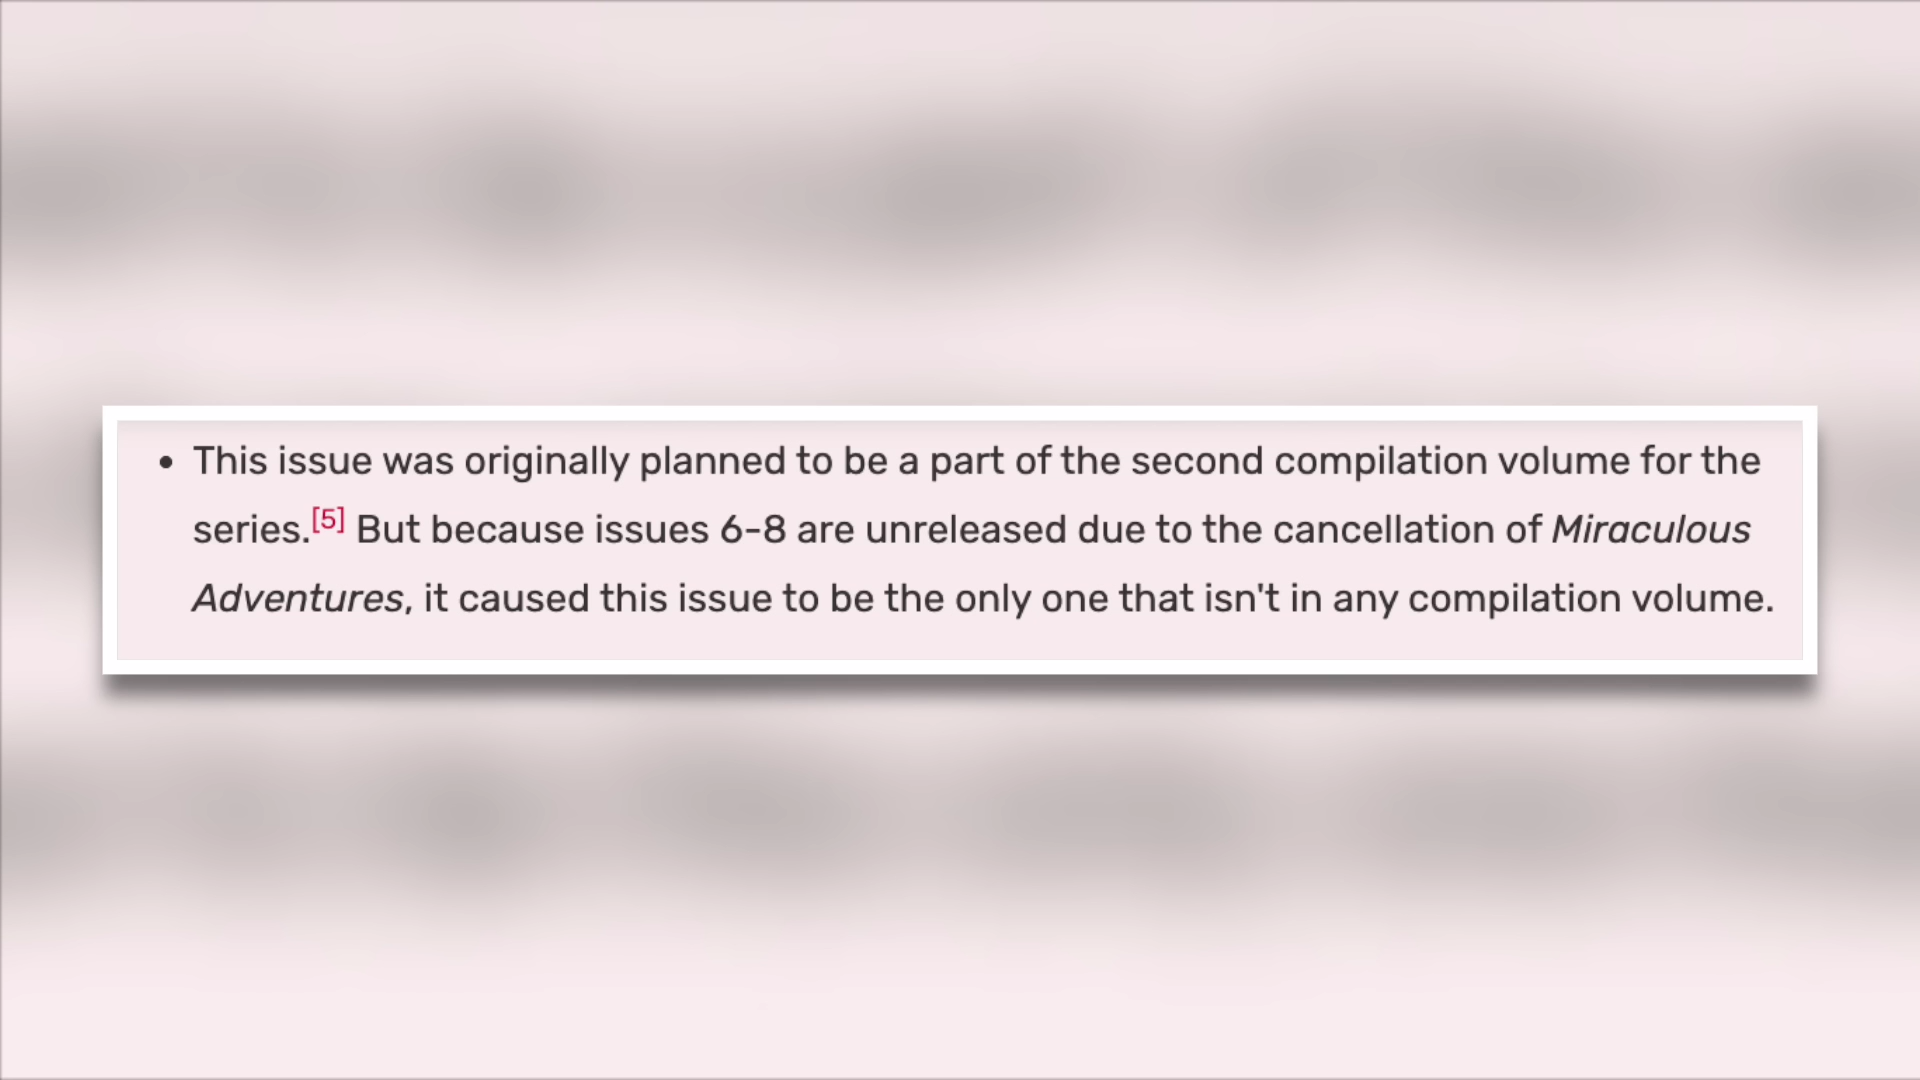 • This issue was originally planned to be a part of the second compilation volume for the
series.[5] But because issues 6-8 are unreleased due to the cancellation of Miraculous
Adventures, it caused this issue to be the only one that isn't in any compilation volume.